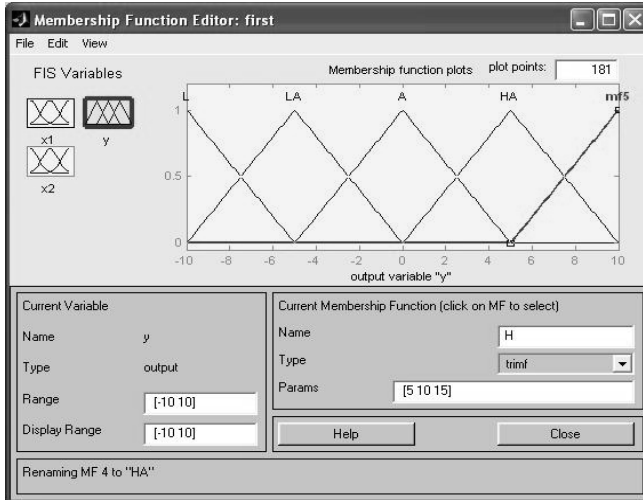 Membership Function Editor: first
File Edit View
FIS Variables
Membership function plots plot points: 181
x1
y
x2
L LA A HA mf5
1
0.5
0
-10 -8 -6 -4 -2 0 2 4 6 8 10
output variable "y"
Current Variable
Name y
Type output
Range [-10 10]
Display Range [-10 10]
Current Membership Function (click on MF to select)
Name H
Type trimf
Params [5 10 15]
Help Close
Renaming MF 4 to "HA"